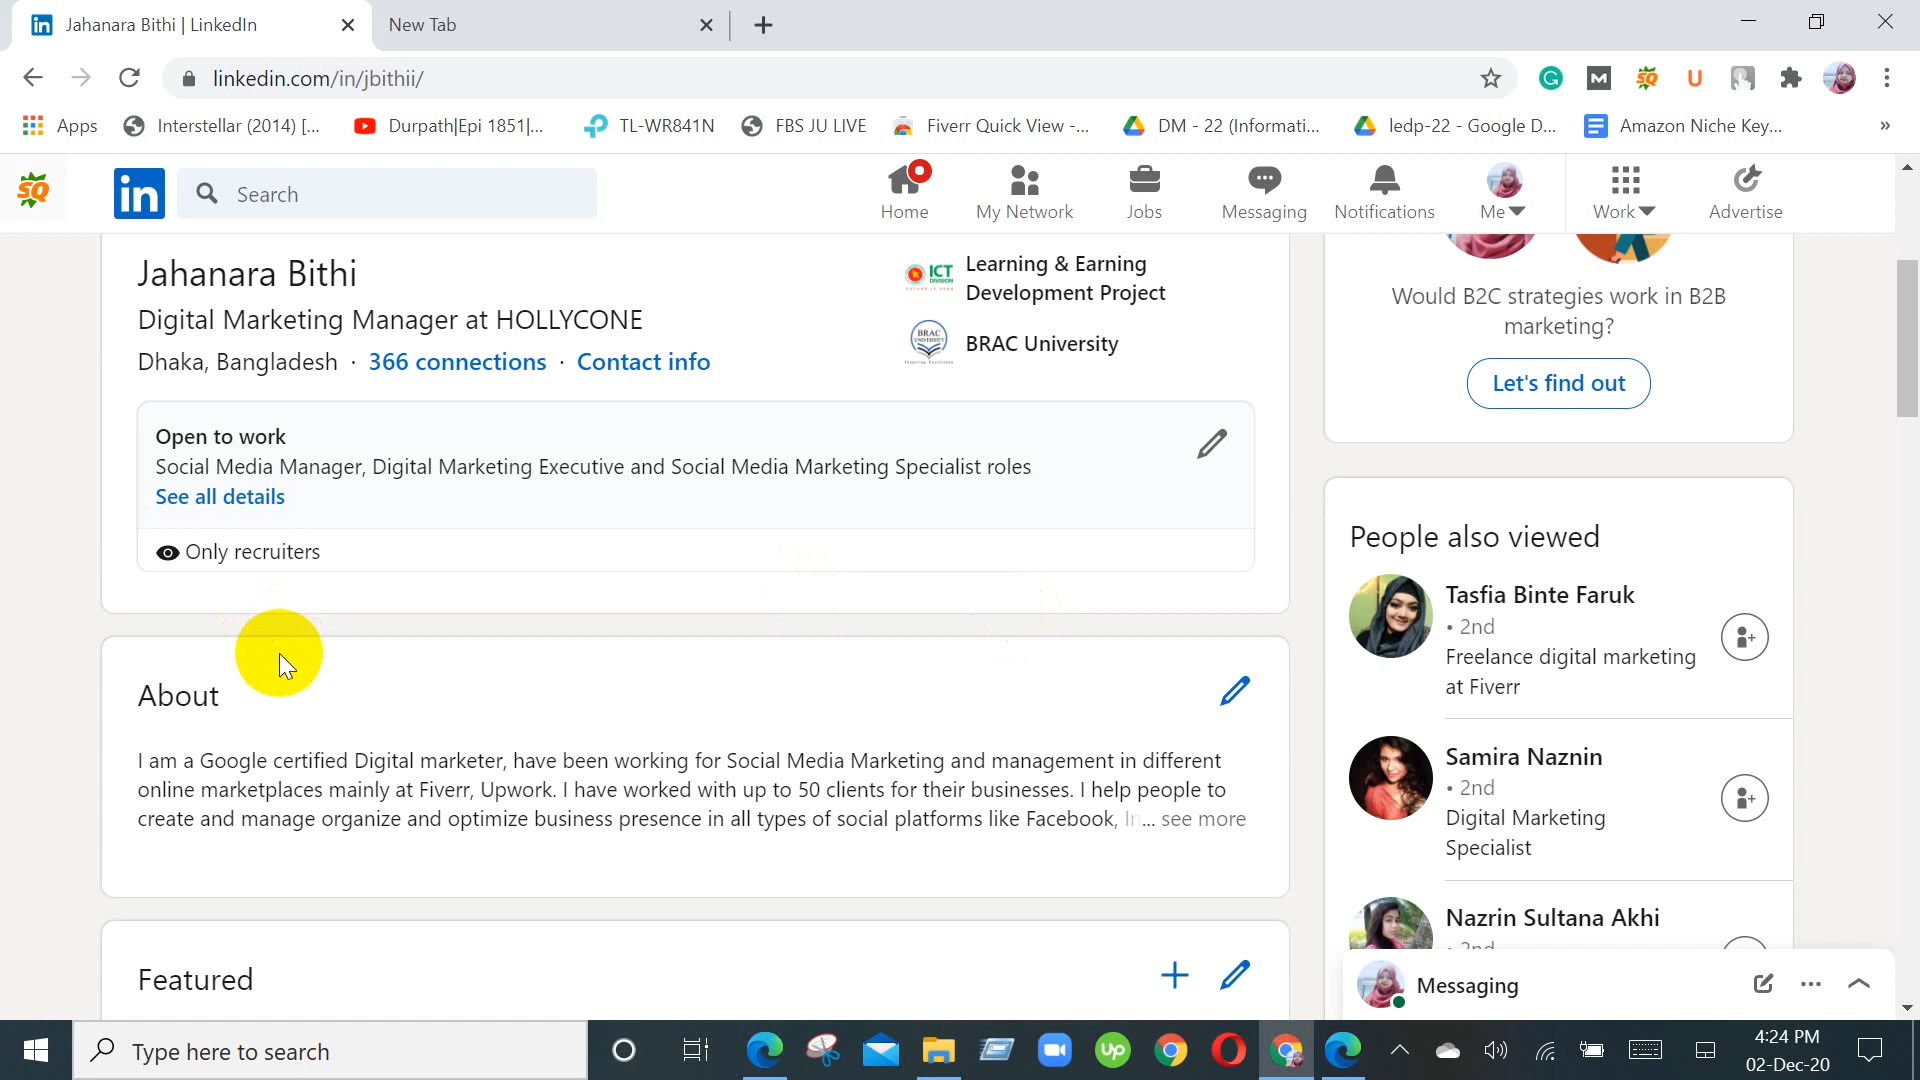 Jahanara Bithi | LinkedIn
New Tab
linkedin.com/in/jbithii/
Apps
Interstellar (2014) [...
Durpath|Epi 1851|...
TL-WR841N
FBS JU LIVE
Fiverr Quick View -...
DM - 22 (Informati...
ledp-22 - Google D...
Amazon Niche Key...
»
SQ
in
Search
Home
My Network
Jobs
Messaging
Notifications
Me
Work
Advertise
Jahanara Bithi
Digital Marketing Manager at HOLLYCONE
Dhaka, Bangladesh · 366 connections · Contact info
ICT
DIVISION
Learning & Earning
Development Project
BRAC
UNIVERSITY
BRAC University
Open to work
Social Media Manager, Digital Marketing Executive and Social Media Marketing Specialist roles
See all details
Only recruiters
About
I am a Google certified Digital marketer, have been working for Social Media Marketing and management in different
online marketplaces mainly at Fiverr, Upwork. I have worked with up to 50 clients for their businesses. I help people to
create and manage organize and optimize business presence in all types of social platforms like Facebook, In... see more
Featured
Would B2C strategies work in B2B
marketing?
Let's find out
People also viewed
Tasfia Binte Faruk
• 2nd
Freelance digital marketing
at Fiverr
Samira Naznin
• 2nd
Digital Marketing
Specialist
Nazrin Sultana Akhi
• 2nd
Messaging
Type here to search
up
4:24 PM
02-Dec-20